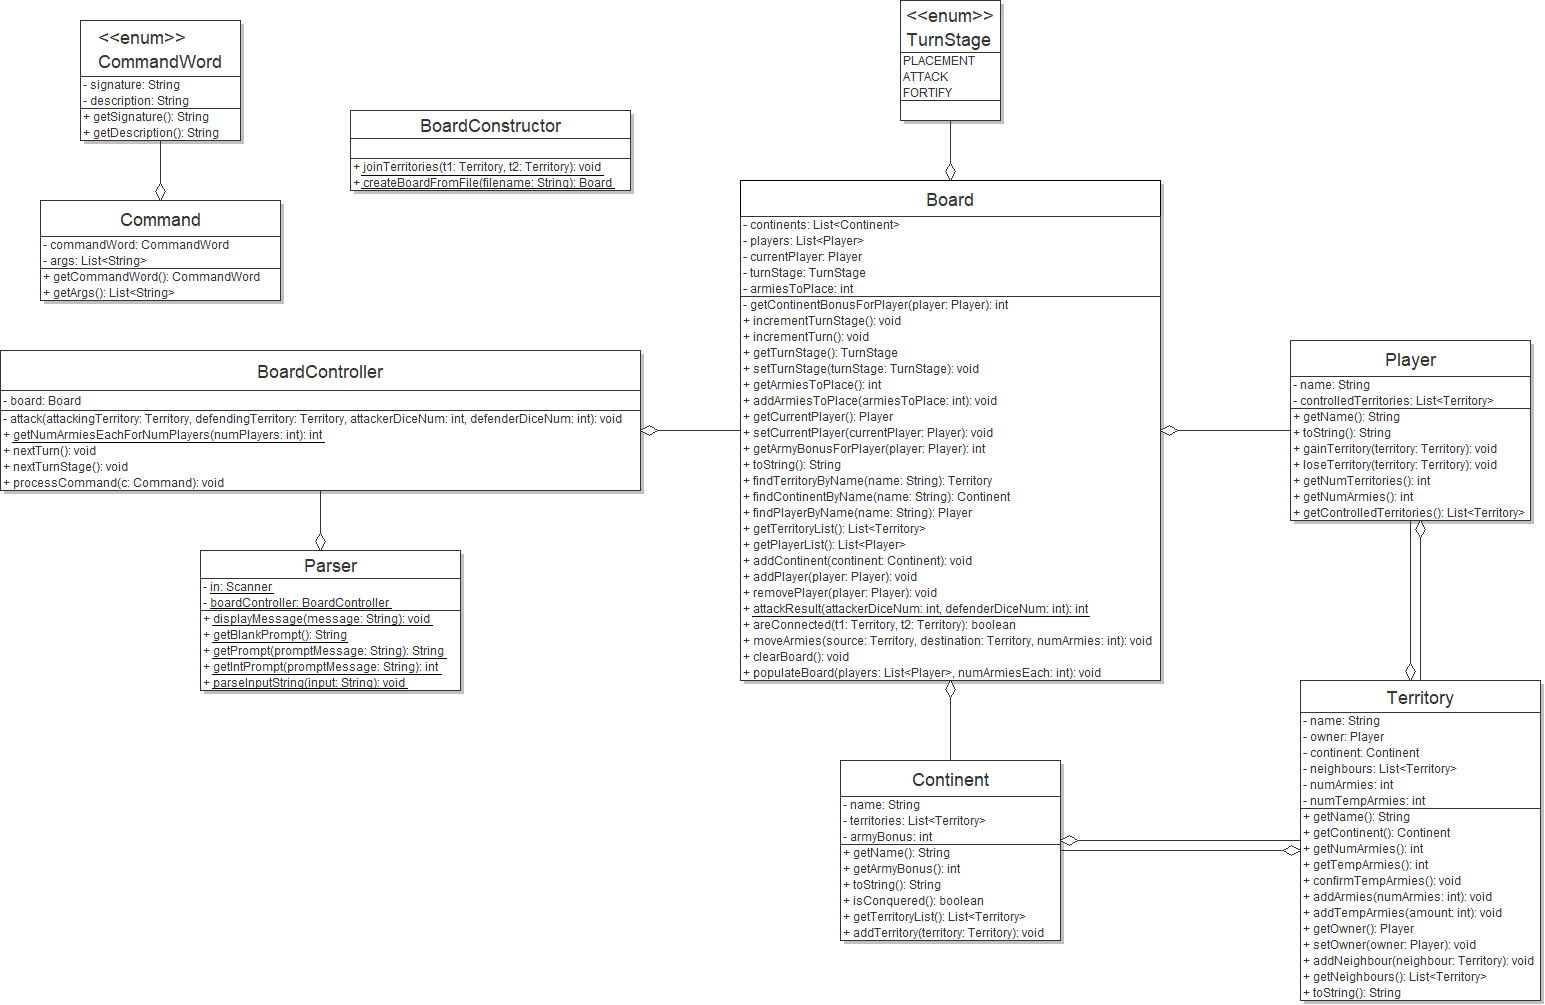 <<enum>>
CommandWord
- signature: String
- description: String
+ getSignature(): String
+ getDescription(): String
BoardConstructor
+ joinTerritories(t1: Territory, t2: Territory): void
+ createBoardFromFile(filename: String): Board
<<enum>>
TurnStage
PLACEMENT
ATTACK
FORTIFY
Command
- commandWord: CommandWord
- args: List<String>
+ getCommandWord(): CommandWord
+ getArgs(): List<String>
Board
- continents: List<Continent>
- players: List<Player>
- currentPlayer: Player
- turnStage: TurnStage
- armiesToPlace: int
- getContinentBonusForPlayer(player: Player): int
+ incrementTurnStage(): void
+ incrementTurn(): void
+ getTurnStage(): TurnStage
+ setTurnStage(turnStage: TurnStage): void
+ getArmiesToPlace(): int
+ addArmiesToPlace(armiesToPlace: int): void
+ getCurrentPlayer(): Player
+ setCurrentPlayer(currentPlayer: Player): void
+ getArmyBonusForPlayer(player: Player): int
+ toString(): String
+ findTerritoryByName(name: String): Territory
+ findContinentByName(name: String): Continent
+ findPlayerByName(name: String): Player
+ getTerritoryList(): List<Territory>
+ getPlayerList(): List<Player>
+ addContinent(continent: Continent): void
+ addPlayer(player: Player): void
+ removePlayer(player: Player): void
+ attackResult(attackerDiceNum: int, defenderDiceNum: int): int
+ areConnected(t1: Territory, t2: Territory): boolean
+ moveArmies(source: Territory, destination: Territory, numArmies: int): void
+ clearBoard(): void
+ populateBoard(players: List<Player>, numArmiesEach: int): void
BoardController
- board: Board
- attack(attackingTerritory: Territory, defendingTerritory: Territory, attackerDiceNum: int, defenderDiceNum: int): void
+ getNumArmiesEachForNumPlayers(numPlayers: int): int
+ nextTurn(): void
+ nextTurnStage(): void
+ processCommand(c: Command): void
Player
- name: String
- controlledTerritories: List<Territory>
+ getName(): String
+ toString(): String
+ gainTerritory(territory: Territory): void
+ loseTerritory(territory: Territory): void
+ getNumTerritories(): int
+ getNumArmies(): int
+ getControlledTerritories(): List<Territory>
Parser
- in: Scanner
- boardController: BoardController
+ displayMessage(message: String): void
+ getBlankPrompt(): String
+ getPrompt(promptMessage: String): String
+ getIntPrompt(promptMessage: String): int
+ parseInputString(input: String): void
Continent
- name: String
- territories: List<Territory>
- armyBonus: int
+ getName(): String
+ getArmyBonus(): int
+ toString(): String
+ isConquered(): boolean
+ getTerritoryList(): List<Territory>
+ addTerritory(territory: Territory): void
Territory
- name: String
- owner: Player
- continent: Continent
- neighbours: List<Territory>
- numArmies: int
- numTempArmies: int
+ getName(): String
+ getContinent(): Continent
+ getNumArmies(): int
+ getTempArmies(): int
+ confirmTempArmies(): void
+ addArmies(numArmies: int): void
+ addTempArmies(amount: int): void
+ getOwner(): Player
+ setOwner(owner: Player): void
+ addNeighbour(neighbour: Territory): void
+ getNeighbours(): List<Territory>
+ toString(): String